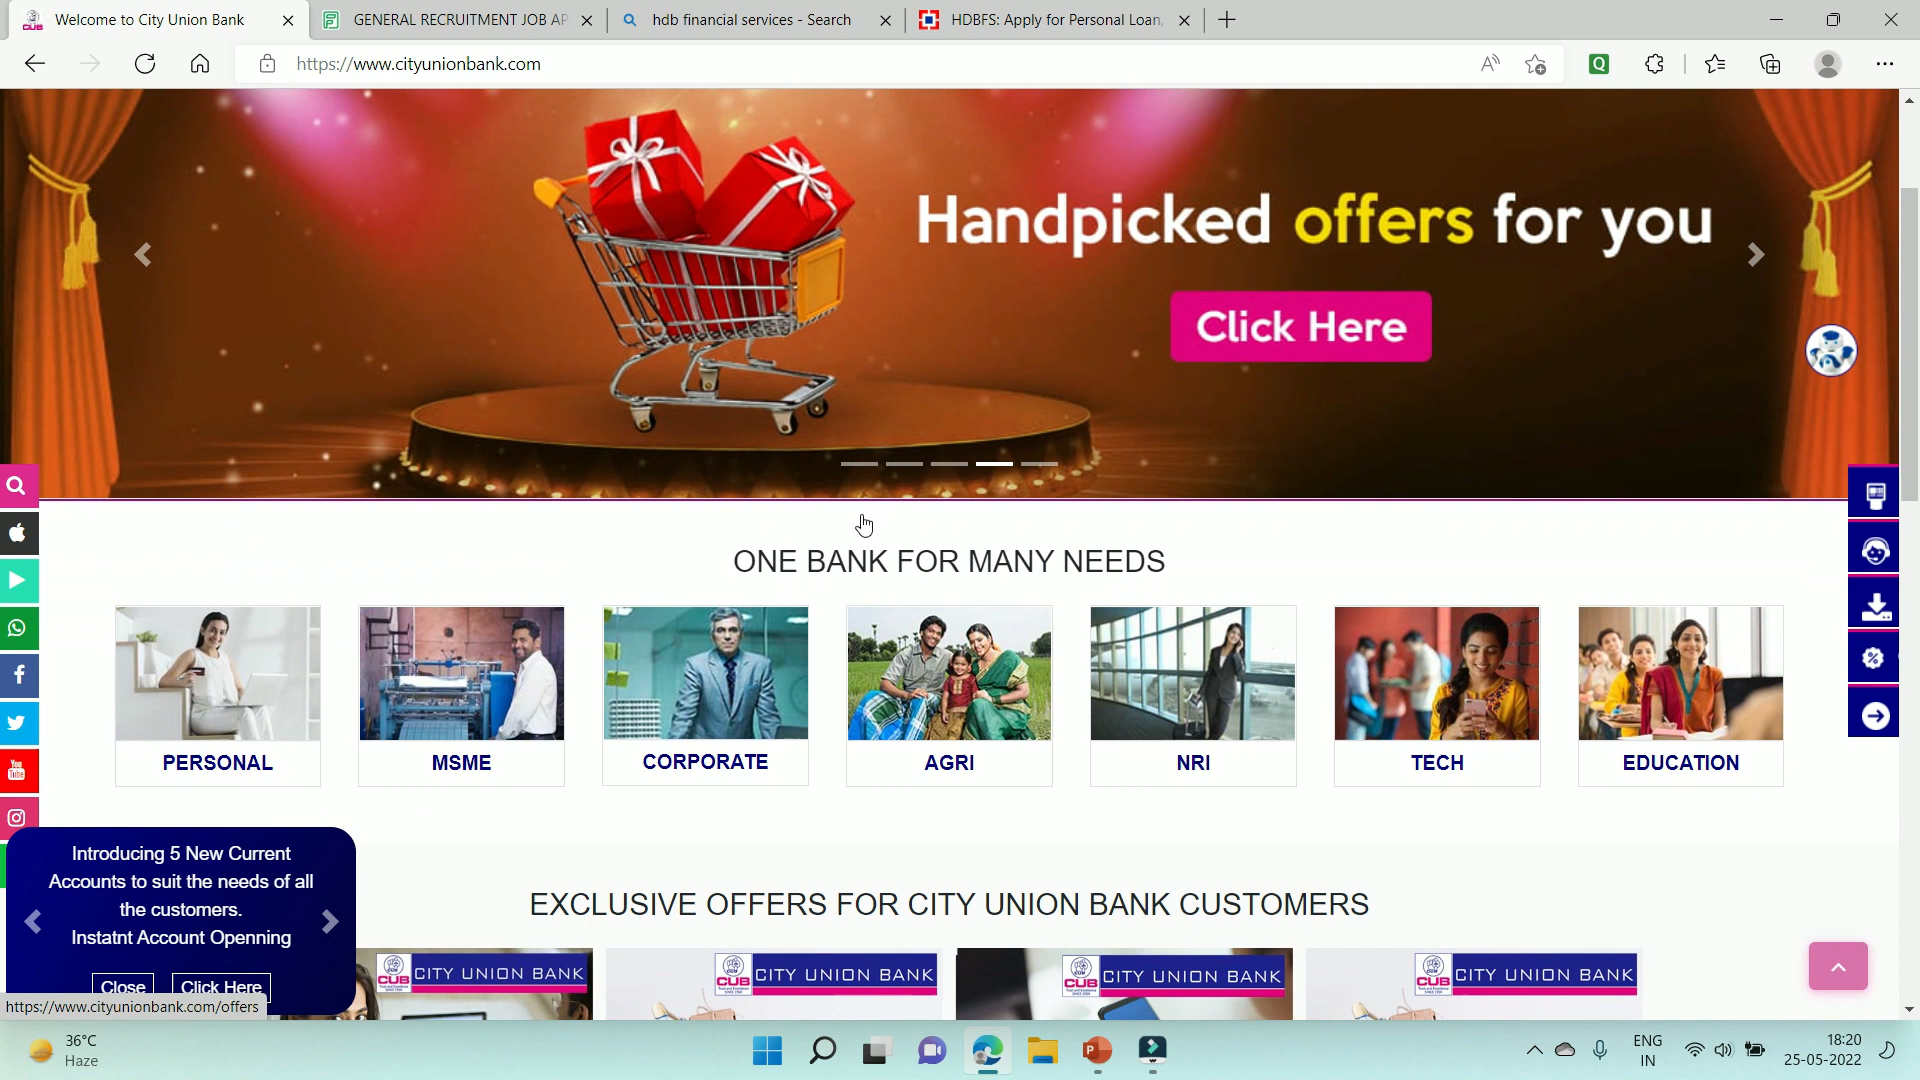 Welcome to City Union Bank
GENERAL RECRUITMENT JOB AP
hdb financial services - Search
HDBFS: Apply for Personal Loan,
https://www.cityunionbank.com
Handpicked offers for you
Click Here
ONE BANK FOR MANY NEEDS
PERSONAL MSME CORPORATE AGRI NRI TECH EDUCATION
Introducing 5 New Current
Accounts to suit the needs of all
the customers.
Instatnt Account Openning
Close Click Here
EXCLUSIVE OFFERS FOR CITY UNION BANK CUSTOMERS
CUB CITY UNION BANK
CUB CITY UNION BANK
CUB CITY UNION BANK
CUB CITY UNION BANK
https://www.cityunionbank.com/offers
36°C
Haze
ENG
IN
18:20
25-05-2022